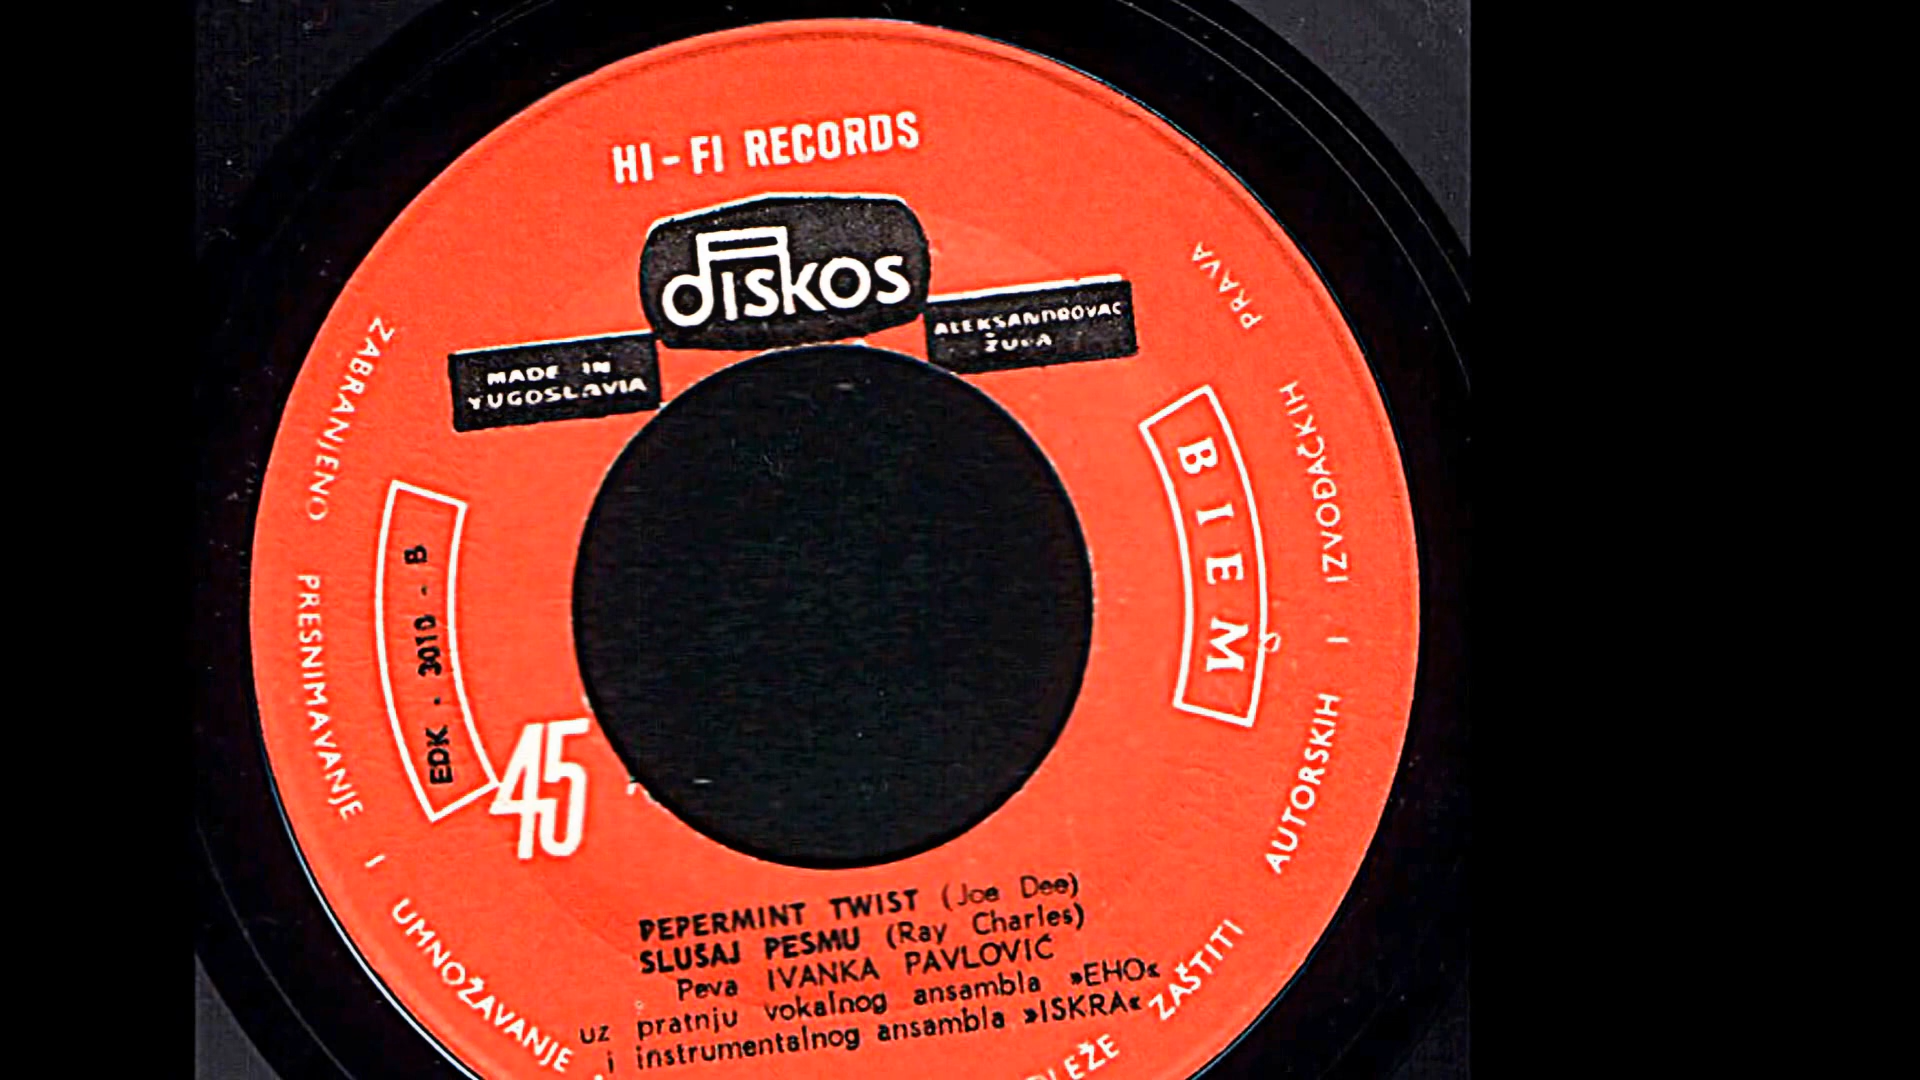 HI-FI RECORDS
dISKOS
MADE IN
YUGOSLAVIA
ALEKSANDROVAC
ŽUPA
EDK - 3010 - B
BIEM
45
PEPERMINT TWIST (Joe Dee)
SLUŠAJ PESMU (Ray Charles)
Peva IVANKA PAVLOVIĆ
uz pratnju vokalnog ansambla »EHO«
i instrumentalnog ansambla »ISKRA«
ZABRANJENO PRESNIMAVANJE I UMNOŽAVANJE
ZAŠTITI AUTORSKIH I IZVOĐAČKIH PRAVA